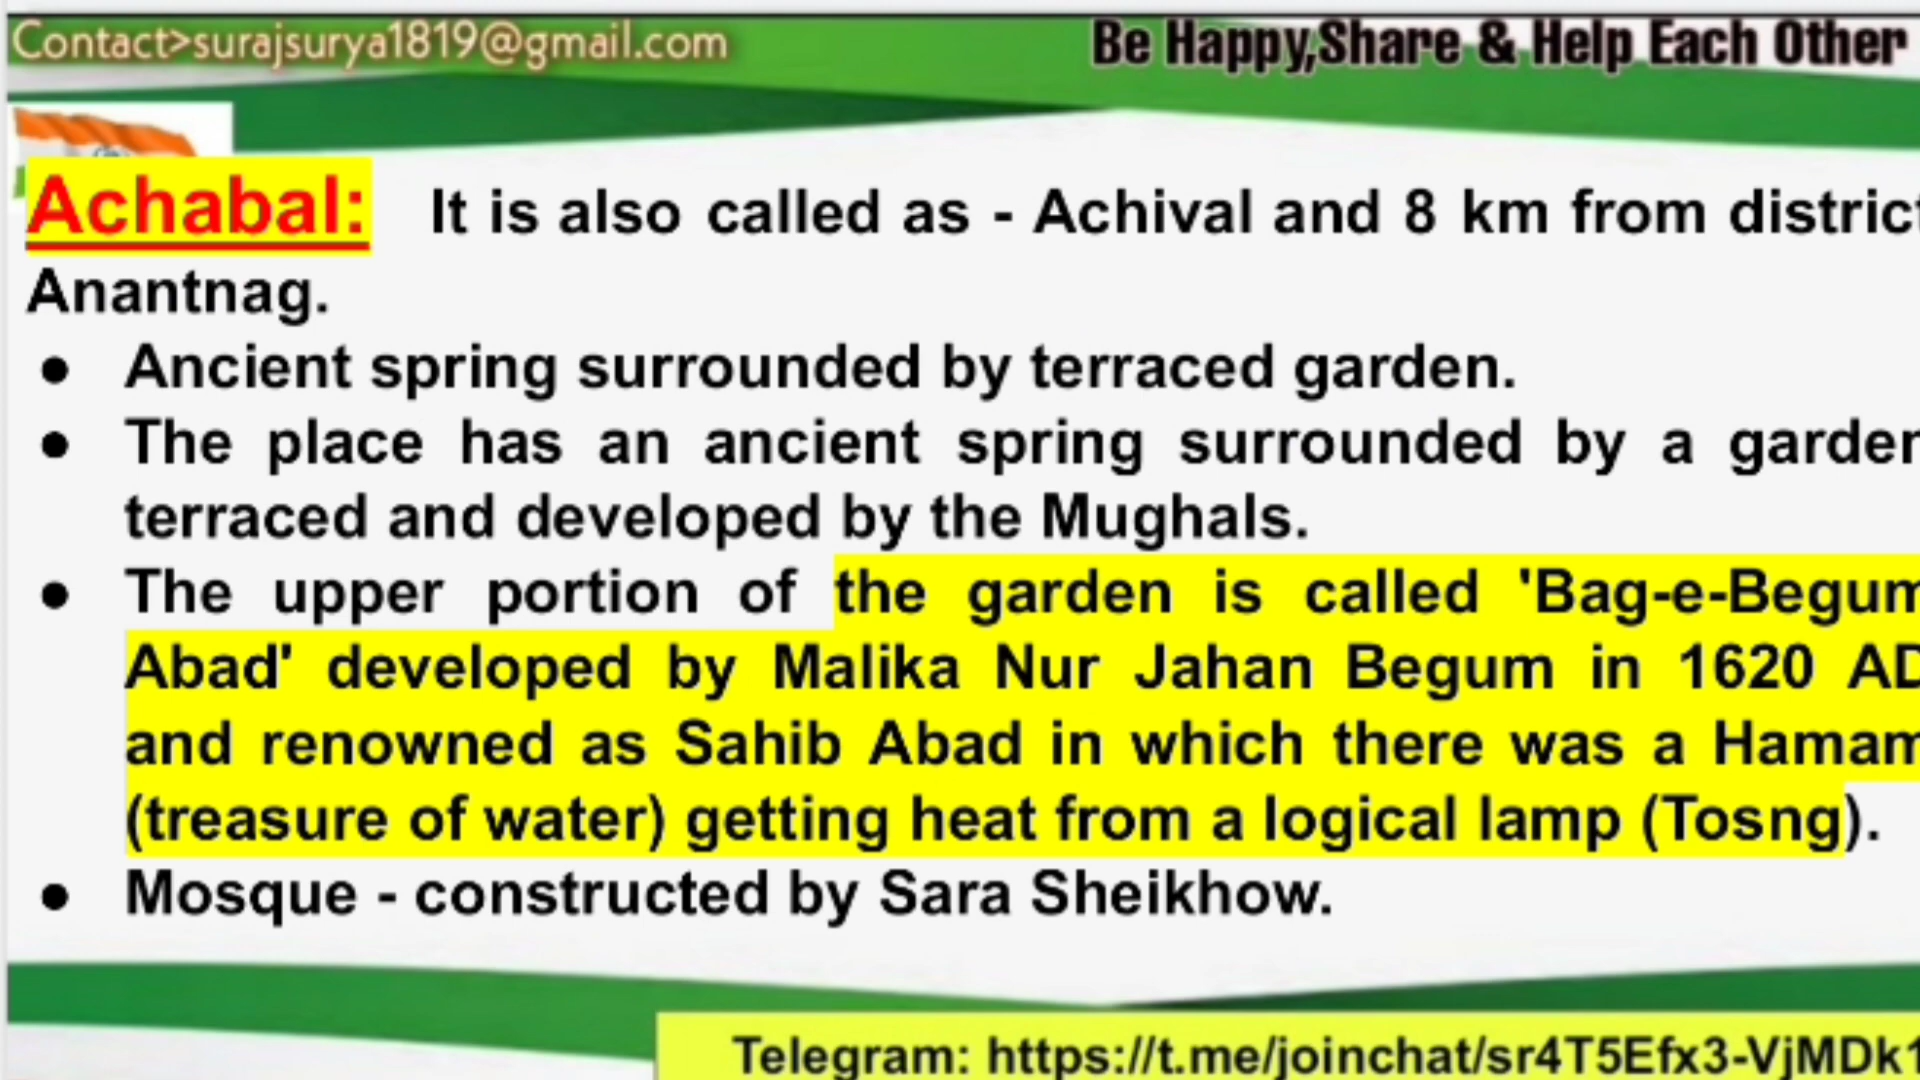 Contact>surajsurya1819@gmail.com
Be Happy,Share & Help Each Other
Achabal: It is also called as - Achival and 8 km from district
Anantnag.
● Ancient spring surrounded by terraced garden.
● The place has an ancient spring surrounded by a garden
terraced and developed by the Mughals.
● The upper portion of the garden is called 'Bag-e-Begum
Abad' developed by Malika Nur Jahan Begum in 1620 AD
and renowned as Sahib Abad in which there was a Hamam
(treasure of water) getting heat from a logical lamp (Tosng).
● Mosque - constructed by Sara Sheikhow.
Telegram: https://t.me/joinchat/sr4T5Efx3-VjMDk1